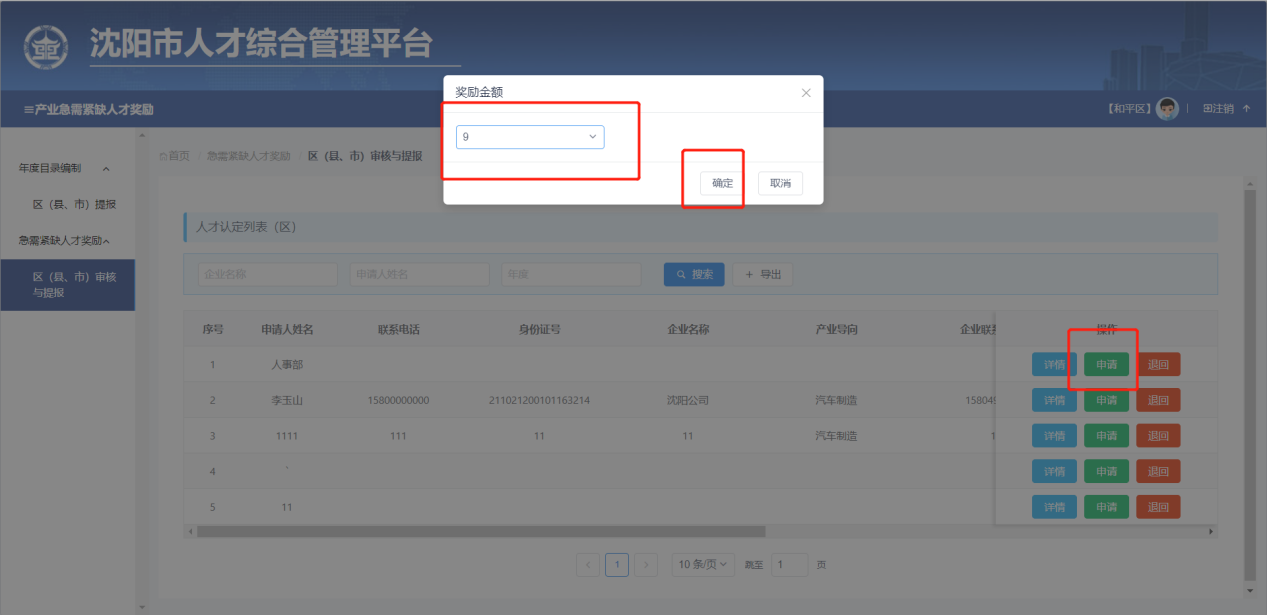 沈阳市人才综合管理平台
产业急需紧缺人才奖励
【和平区】 注销
年度目录编制
区（县、市）提报
急需紧缺人才奖励
区（县、市）审核
与提报
首页 / 急需紧缺人才奖励 / 区（县、市）审核与提报
奖励金额
9
确定 取消
人才认定列表（区）
企业名称 申请人姓名 年度 搜索 + 导出
序号 申请人姓名 联系电话 身份证号 企业名称 产业导向 企业联系 操作
1 人事部 详情 申请 退回
2 李玉山 15800000000 211021200101163214 沈阳公司 汽车制造 158049 详情 申请 退回
3 1111 111 11 11 汽车制造 1 详情 申请 退回
4 ` 详情 申请 退回
5 11 详情 申请 退回
< 1 > 10 条/页 跳至 1 页